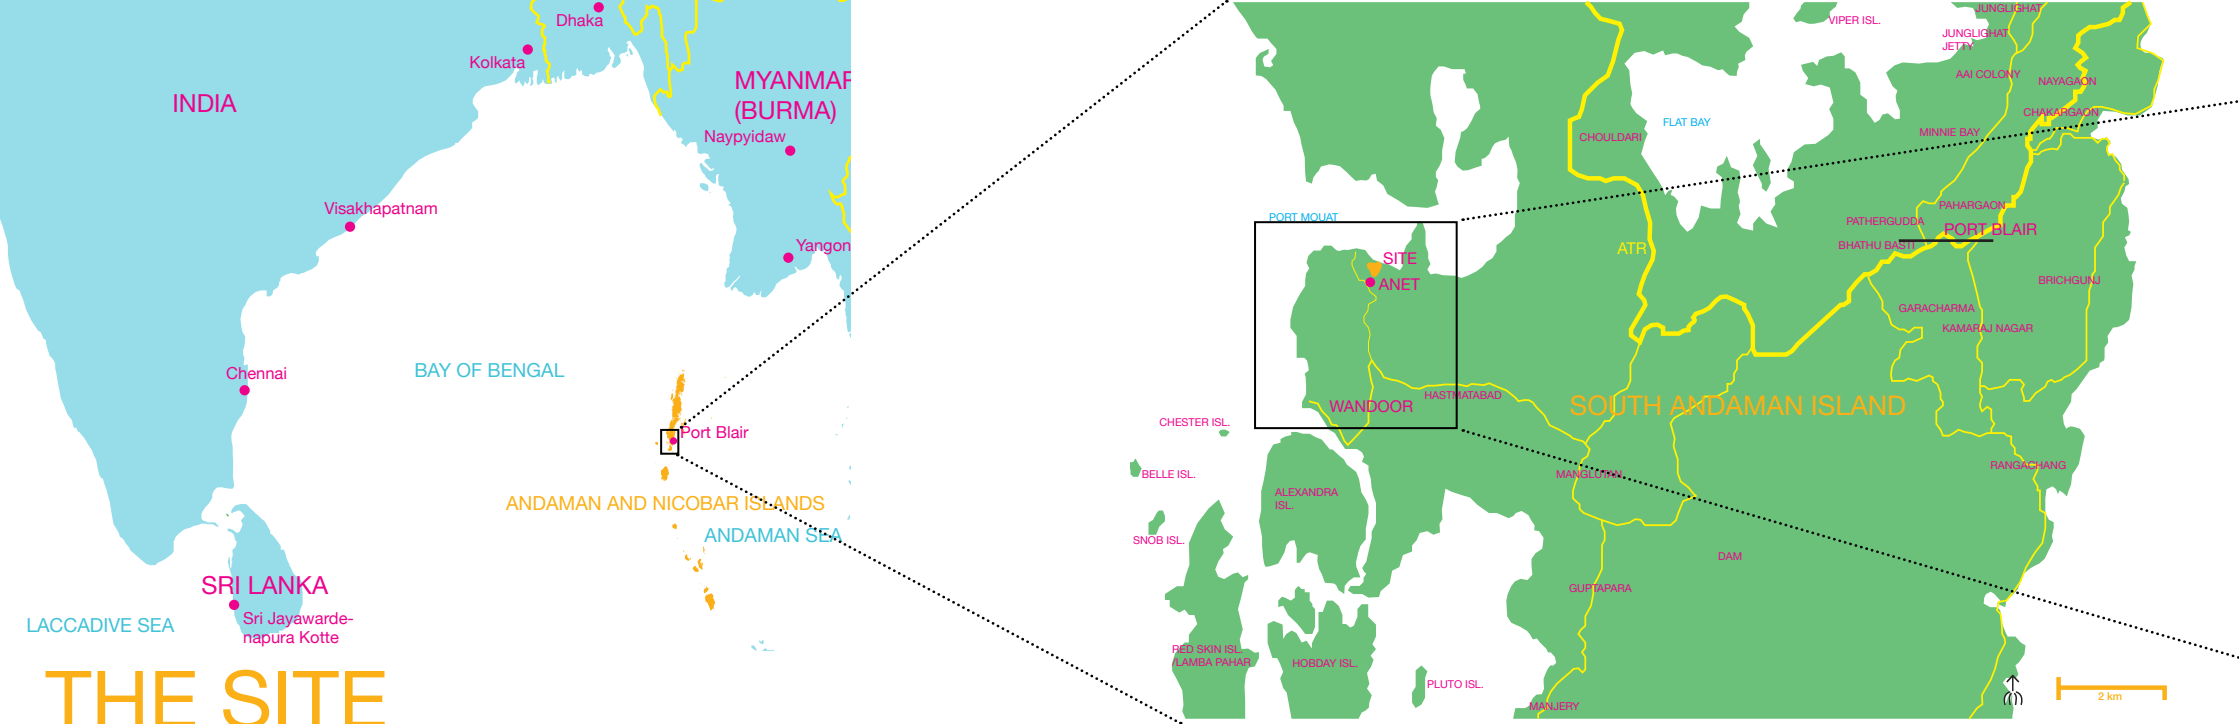 Dhaka
Kolkata
INDIA
MYANMAR
(BURMA)
Naypyidaw
Visakhapatnam
Yangon
Chennai
BAY OF BENGAL
Port Blair
ANDAMAN AND NICOBAR ISLANDS
ANDAMAN SEA
SRI LANKA
Sri Jayawarde-
napura Kotte
LACCADIVE SEA
THE SITE
JUNGLIGHAT
VIPER ISL.
JUNGLIGHAT
JETTY
AAI COLONY
NAYAGAON
CHAKARGAON
FLAT BAY
MINNIE BAY
CHOULDARI
PAHARGAON
PORT MOUAT
PATHERGUDDA
PORT BLAIR
BHATHU BASTI
ATR
SITE
ANET
BRICHGUNJ
GARACHARMA
KAMARAJ NAGAR
HASTMATABAD
WANDOOR
SOUTH ANDAMAN ISLAND
CHESTER ISL.
BELLE ISL.
MANGLUTAN
RANGACHANG
ALEXANDRA
ISL.
SNOB ISL.
DAM
GUPTAPARA
RED SKIN ISL.
/LAMBA PAHAR
HOBDAY ISL.
PLUTO ISL.
MANJERY
2 km